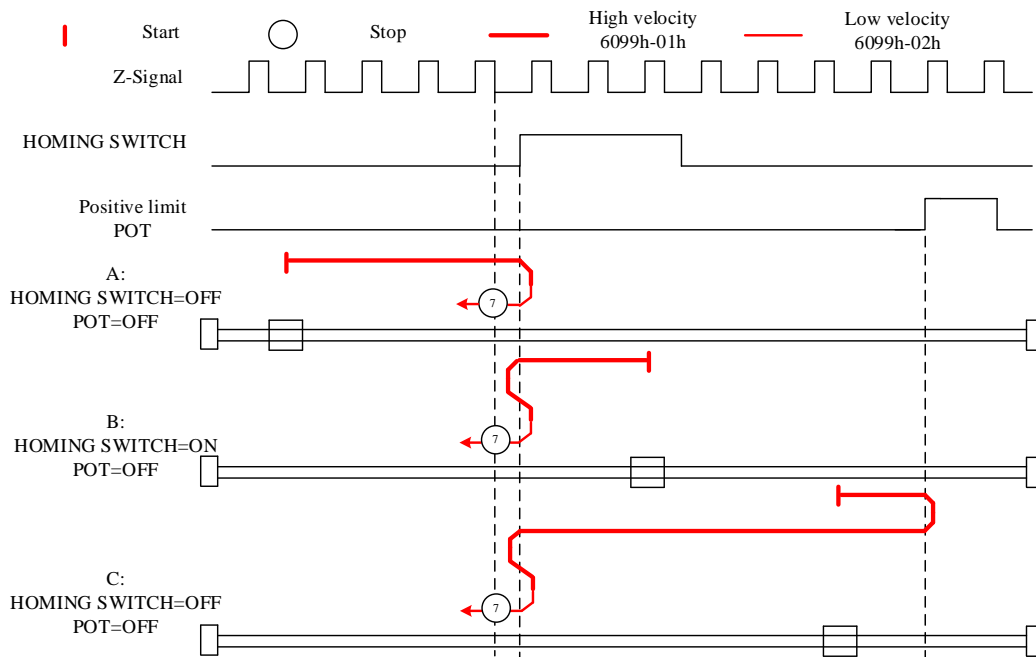 Start
Stop
High velocity
6099h-01h
Low velocity
6099h-02h
Z-Signal
HOMING SWITCH
Positive limit
POT
A:
HOMING SWITCH=OFF
POT=OFF
7
B:
HOMING SWITCH=ON
POT=OFF
7
C:
HOMING SWITCH=OFF
POT=OFF
7